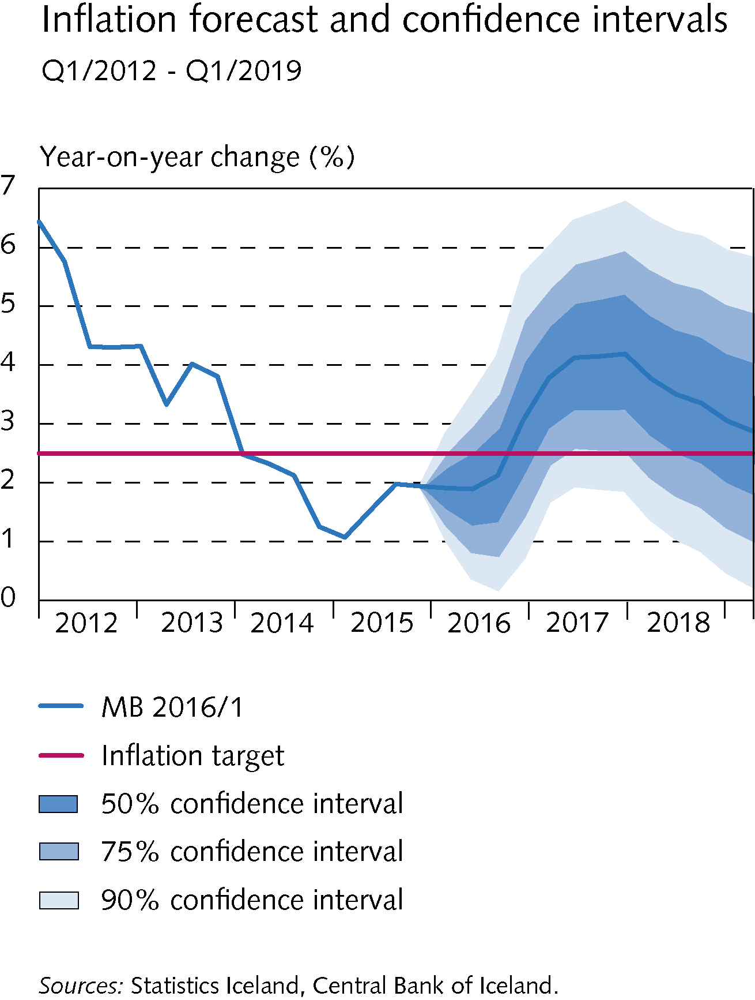 Inflation forecast and confidence intervals
Q1/2012 - Q1/2019
Year-on-year change (%)
7
6
5
4
3
2
1
0
2012 2013 2014 2015 2016 2017 2018
MB 2016/1
Inflation target
50% confidence interval
75% confidence interval
90% confidence interval
Sources: Statistics Iceland, Central Bank of Iceland.